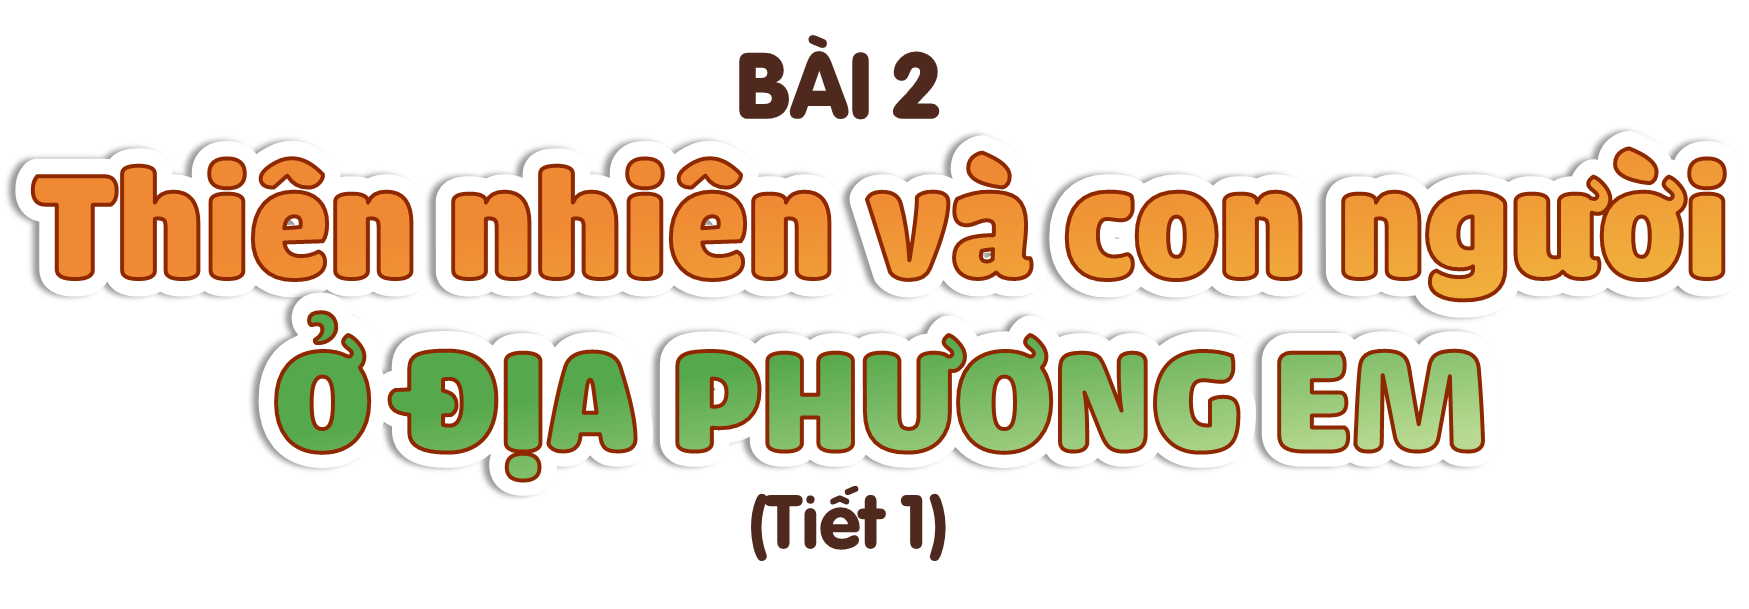 BÀI 2
Thiên nhiên và con người
Ở ĐỊA PHƯƠNG EM
(Tiết 1)